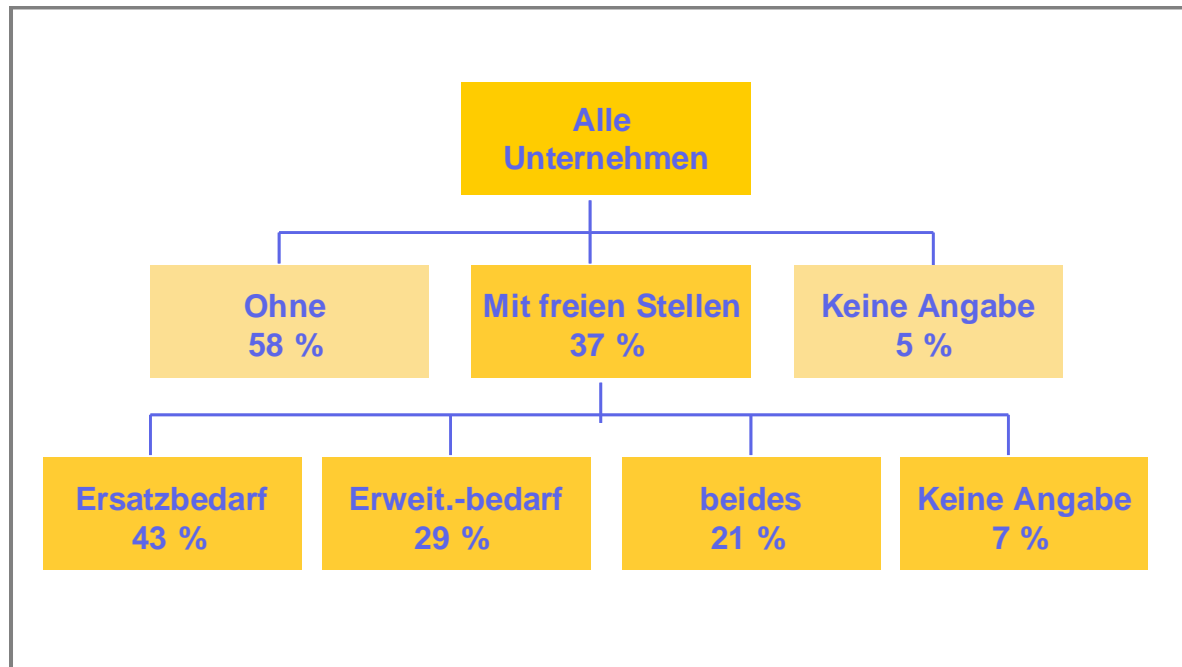 Alle
Unternehmen
Ohne
58 %
Mit freien Stellen
37 %
Keine Angabe
5 %
Ersatzbedarf
43 %
Erweit.-bedarf
29 %
beides
21 %
Keine Angabe
7 %